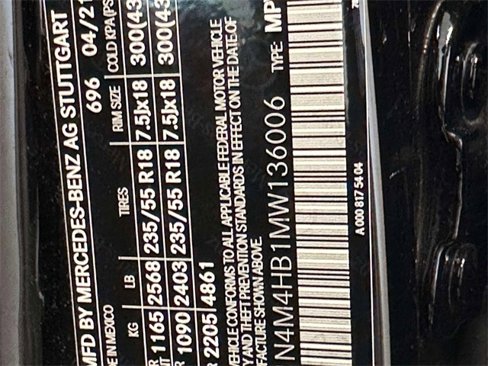 MFD BY MERCEDES-BENZ AG STUTTGART
E IN MEXICO 696 04/21
KG LB TIRES RIM SIZE COLD KPA(PS
1165 2568 235/55 R18 7.5Jx18 300(43
1090 2403 235/55 R18 7.5Jx18 300(43
2205 4861
VEHICLE CONFORMS TO ALL APPLICABLE FEDERAL MOTOR VEHICLE
Y AND THEFT PREVENTION STANDARDS IN EFFECT ON THE DATE OF
FACTURE SHOWN ABOVE.
N4M4HB1MW136006 TYPE: MP
A 000 817 54 04